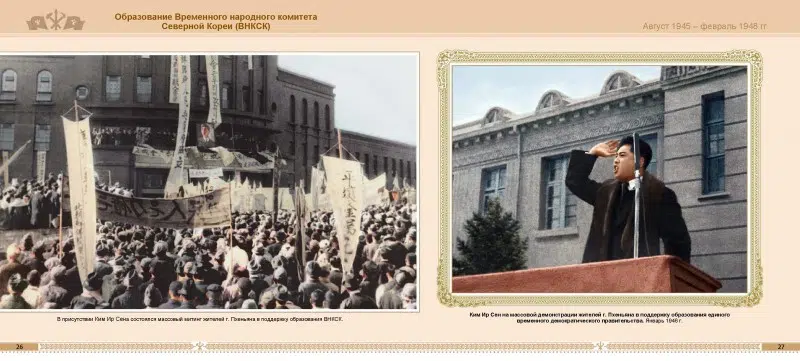 Образование Временного народного комитета
Северной Кореи (ВНКСК)
Август 1945 – февраль 1946 гг
В присутствии Ким Ир Сена состоялся массовый митинг жителей г. Пхеньяна в поддержку образования ВНКСК.
Ким Ир Сен на массовой демонстрации жителей г. Пхеньяна в поддержку образования единого
временного демократического правительства. Январь 1946 г.
26
27